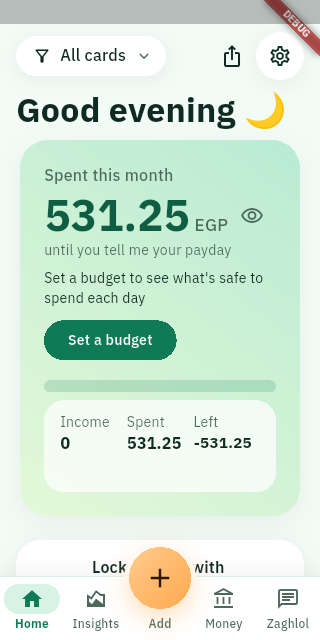 DEBUG
All cards
Good evening 🌙
Spent this month
531.25 EGP
until you tell me your payday
Set a budget to see what's safe to
spend each day
Set a budget
Income Spent Left
0 531.25 -531.25
Lock with
Home Insights Add Money Zaghlol